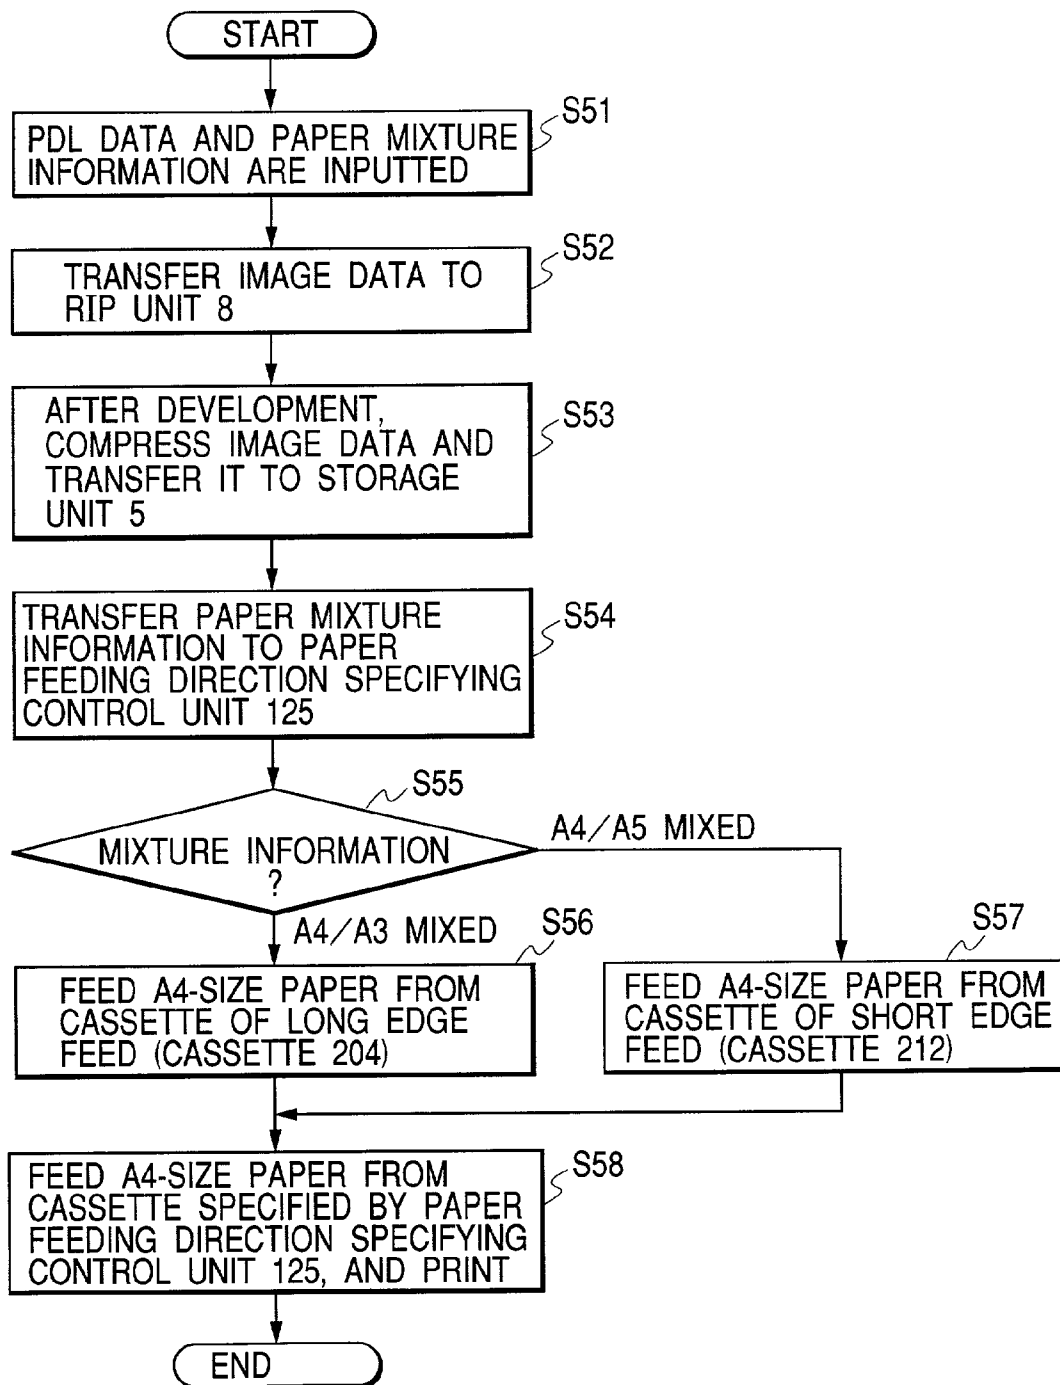 START
S51
PDL DATA AND PAPER MIXTURE
INFORMATION ARE INPUTTED
S52
TRANSFER IMAGE DATA TO
RIP UNIT 8
S53
AFTER DEVELOPMENT,
COMPRESS IMAGE DATA AND
TRANSFER IT TO STORAGE
UNIT 5
S54
TRANSFER PAPER MIXTURE
INFORMATION TO PAPER
FEEDING DIRECTION SPECIFYING
CONTROL UNIT 125
S55
MIXTURE INFORMATION
?
A4/A5 MIXED
A4/A3 MIXED
S56
FEED A4-SIZE PAPER FROM
CASSETTE OF LONG EDGE
FEED (CASSETTE 204)
S57
FEED A4-SIZE PAPER FROM
CASSETTE OF SHORT EDGE
FEED (CASSETTE 212)
S58
FEED A4-SIZE PAPER FROM
CASSETTE SPECIFIED BY PAPER
FEEDING DIRECTION SPECIFYING
CONTROL UNIT 125, AND PRINT
END